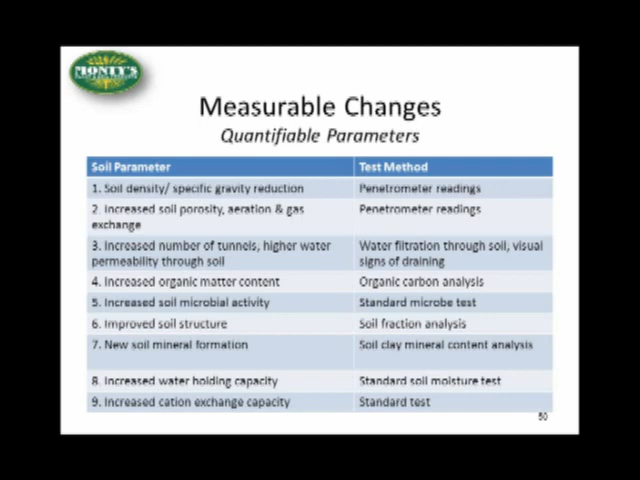 MONTY'S
Measurable Changes
Quantifiable Parameters
Soil Parameter Test Method
1. Soil density/ specific gravity reduction Penetrometer readings
2. Increased soil porosity, aeration & gas Penetrometer readings
exchange
3. Increased number of tunnels, higher water Water filtration through soil, visual
permeability through soil signs of draining
4. Increased organic matter content Organic carbon analysis
5. Increased soil microbial activity Standard microbe test
6. Improved soil structure Soil fraction analysis
7. New soil mineral formation Soil clay mineral content analysis
8. Increased water holding capacity Standard soil moisture test
9. Increased cation exchange capacity Standard test
50